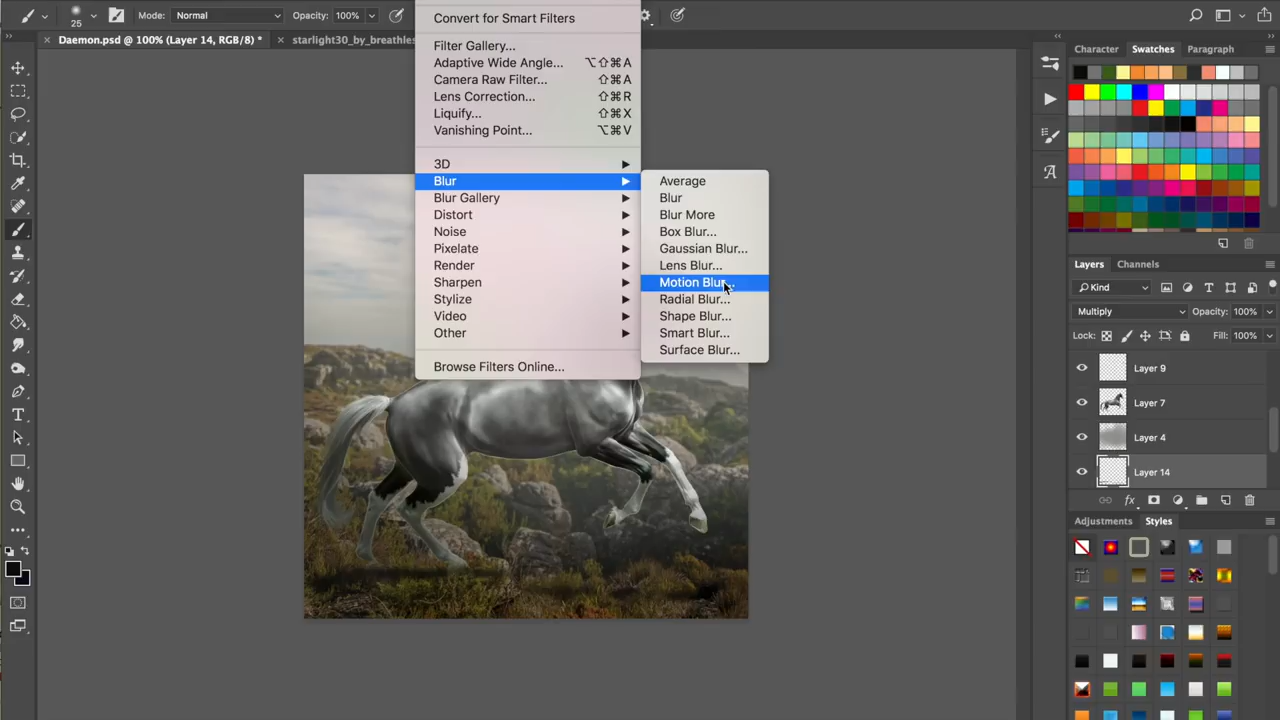 25
Mode: Normal
Opacity: 100%
Daemon.psd @ 100% (Layer 14, RGB/8) *
starlight30_by_breathles
Convert for Smart Filters
Filter Gallery...
Adaptive Wide Angle... ⌥⇧⌘A
Camera Raw Filter... ⇧⌘A
Lens Correction... ⇧⌘R
Liquify... ⇧⌘X
Vanishing Point... ⌥⌘V
3D
Blur
Blur Gallery
Distort
Noise
Pixelate
Render
Sharpen
Stylize
Video
Other
Browse Filters Online...
Average
Blur
Blur More
Box Blur...
Gaussian Blur...
Lens Blur...
Motion Blur...
Radial Blur...
Shape Blur...
Smart Blur...
Surface Blur...
Character Swatches Paragraph
Layers Channels
Kind
Multiply Opacity: 100%
Lock: Fill: 100%
Layer 9
Layer 7
Layer 4
Layer 14
fx
Adjustments Styles